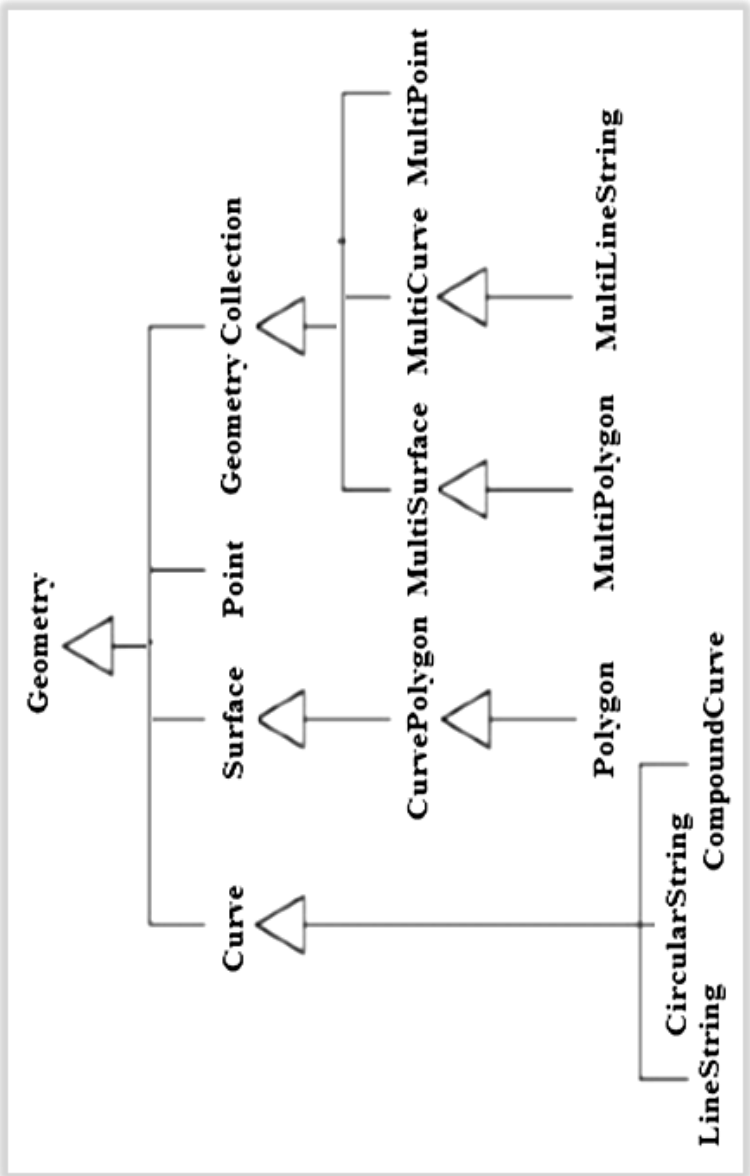 Geometry
Curve
Surface
Point
Geometry Collection
CurvePolygon
MultiSurface
MultiCurve
MultiPoint
Polygon
MultiPolygon
MultiLineString
LineString
CircularString
CompoundCurve